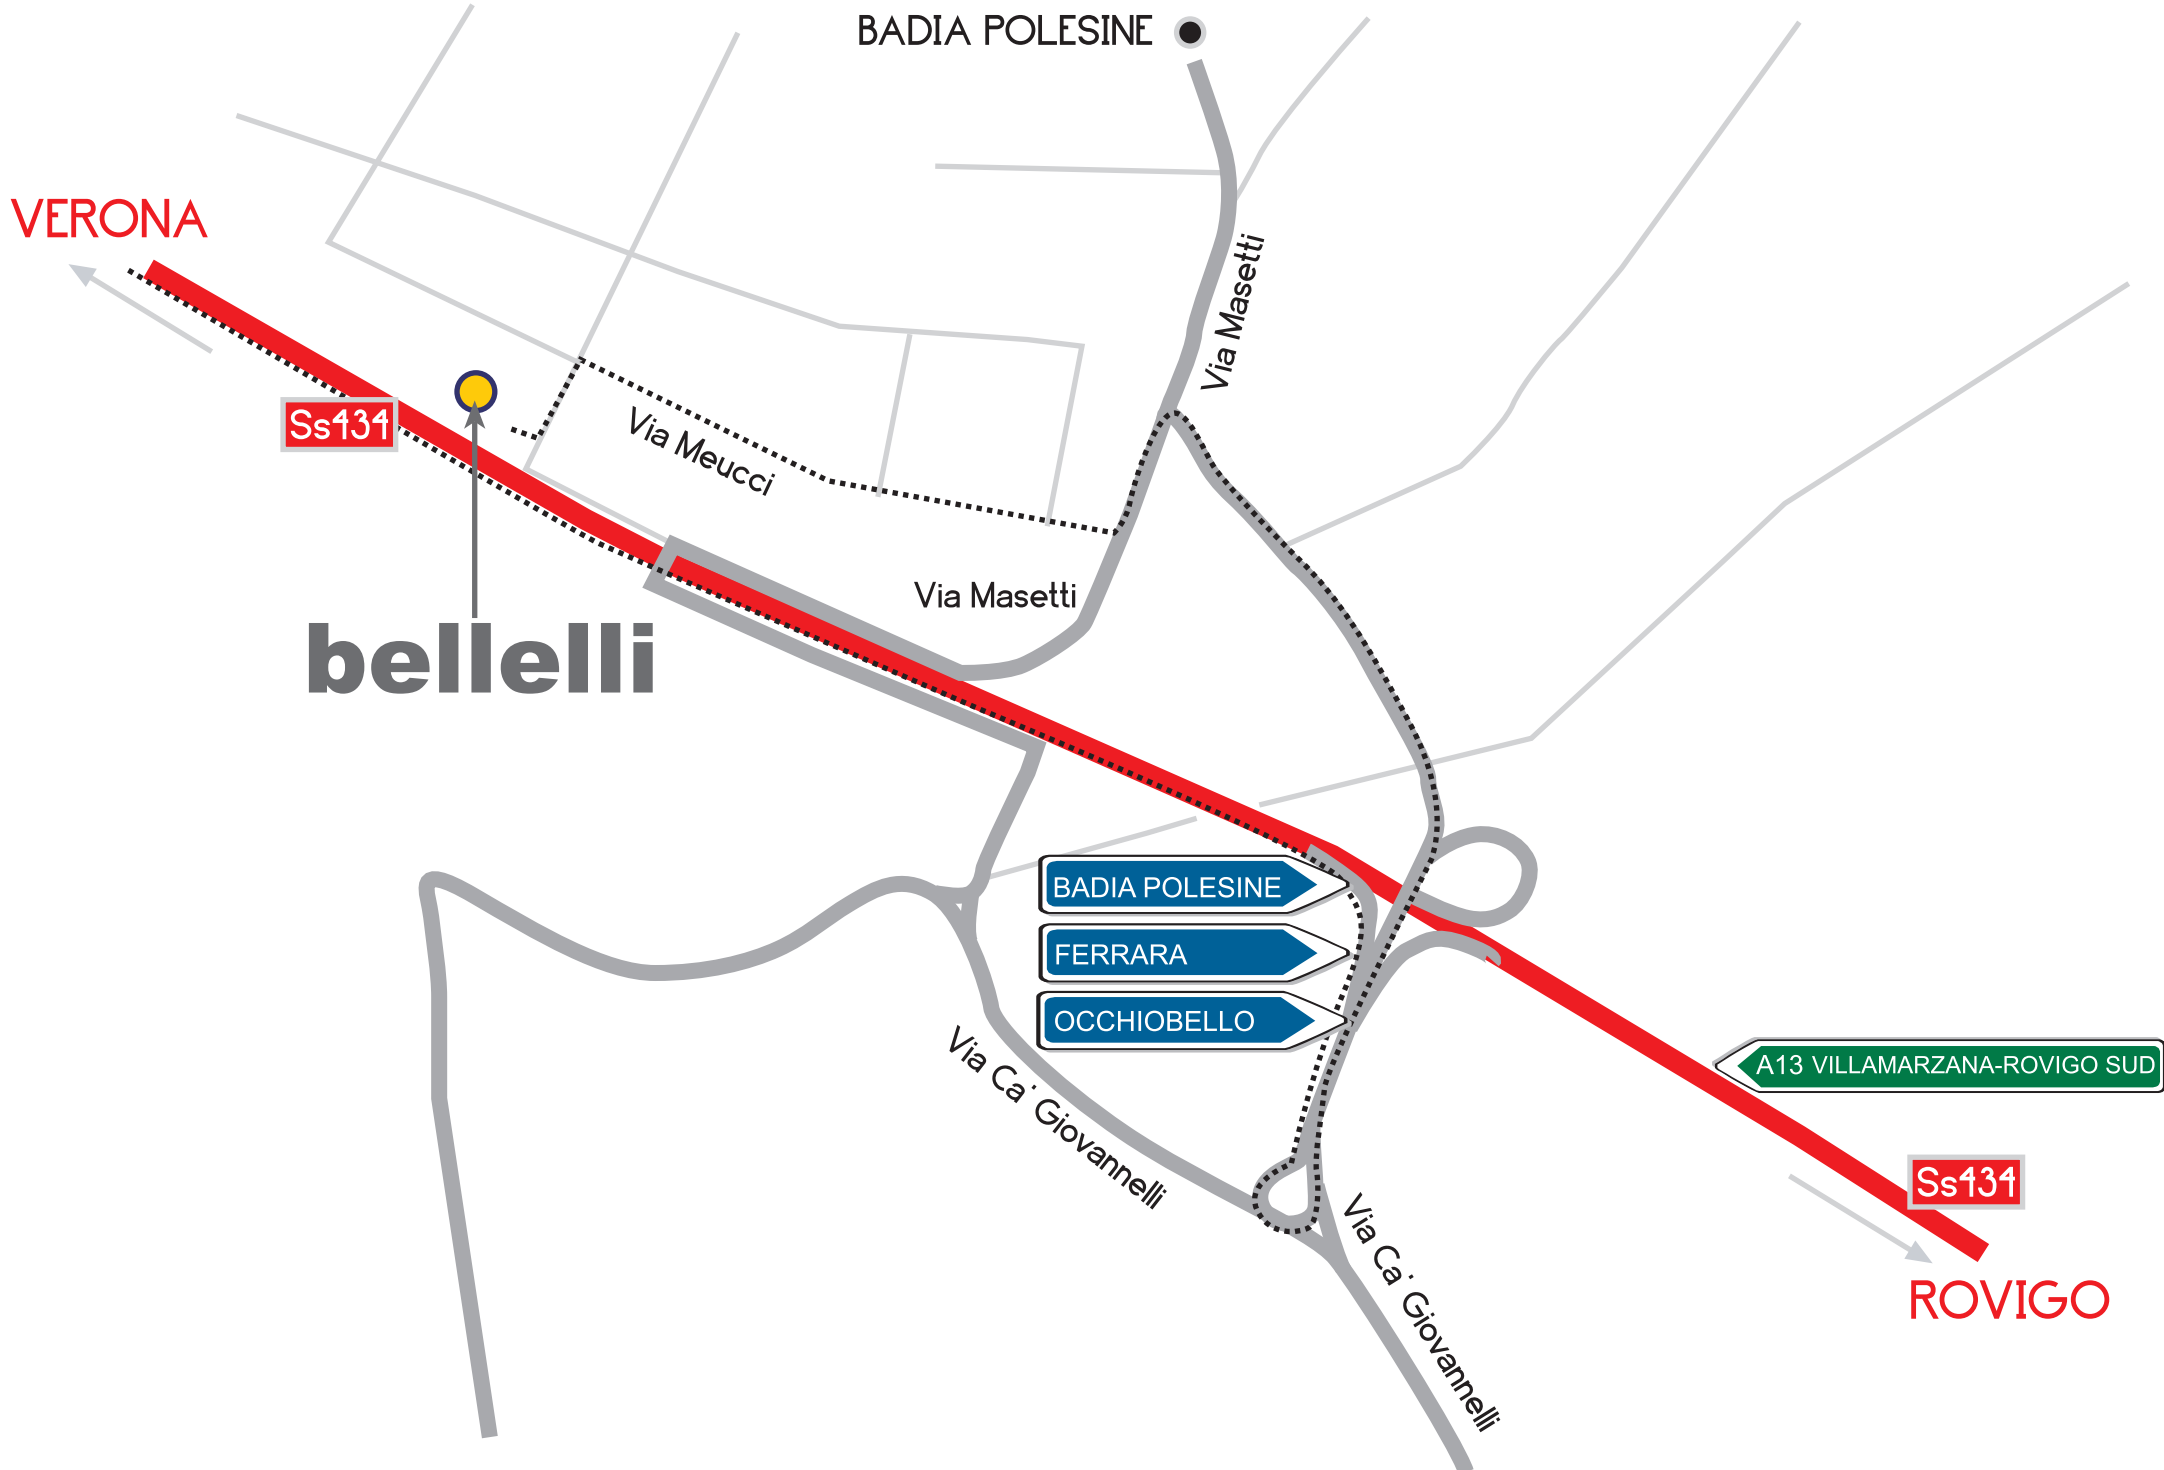 BADIA POLESINE
VERONA
Via Masetti
Ss434
Via Meucci
Via Masetti
bellelli
BADIA POLESINE
FERRARA
OCCHIOBELLO
Via Ca' Giovannelli
A13 VILLAMARZANA-ROVIGO SUD
Ss434
Via Ca' Giovannelli
ROVIGO